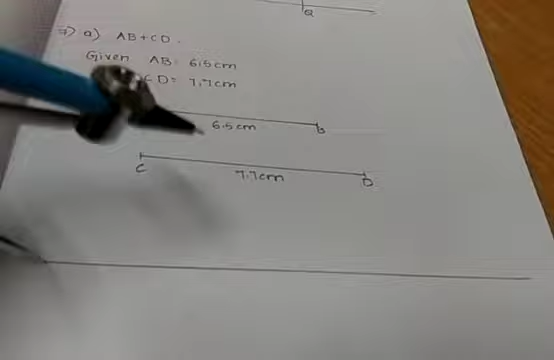 Q
=> a) AB+CD.
Given AB= 6.5cm
CD= 7.7cm
6.5cm B
C 7.7cm D